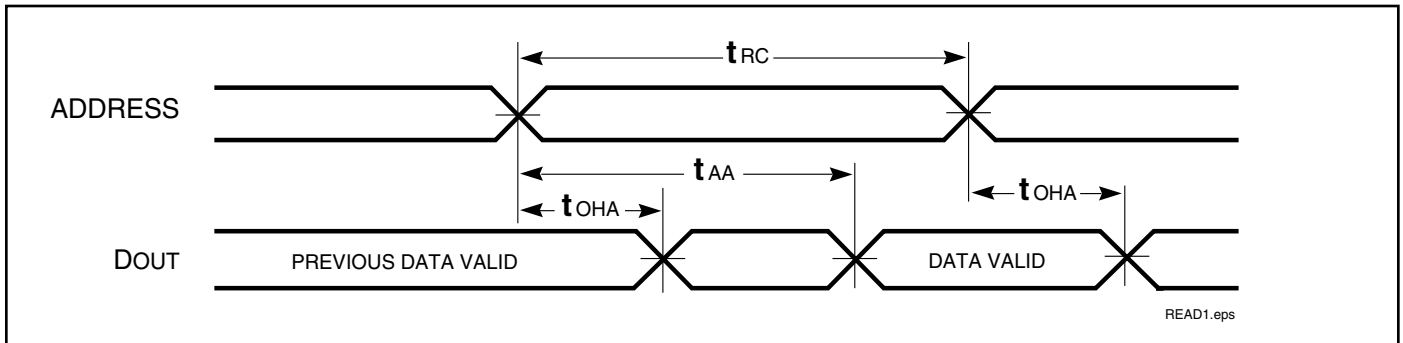 tRC
ADDRESS
tAA
tOHA
tOHA
DOUT
PREVIOUS DATA VALID
DATA VALID
READ1.eps